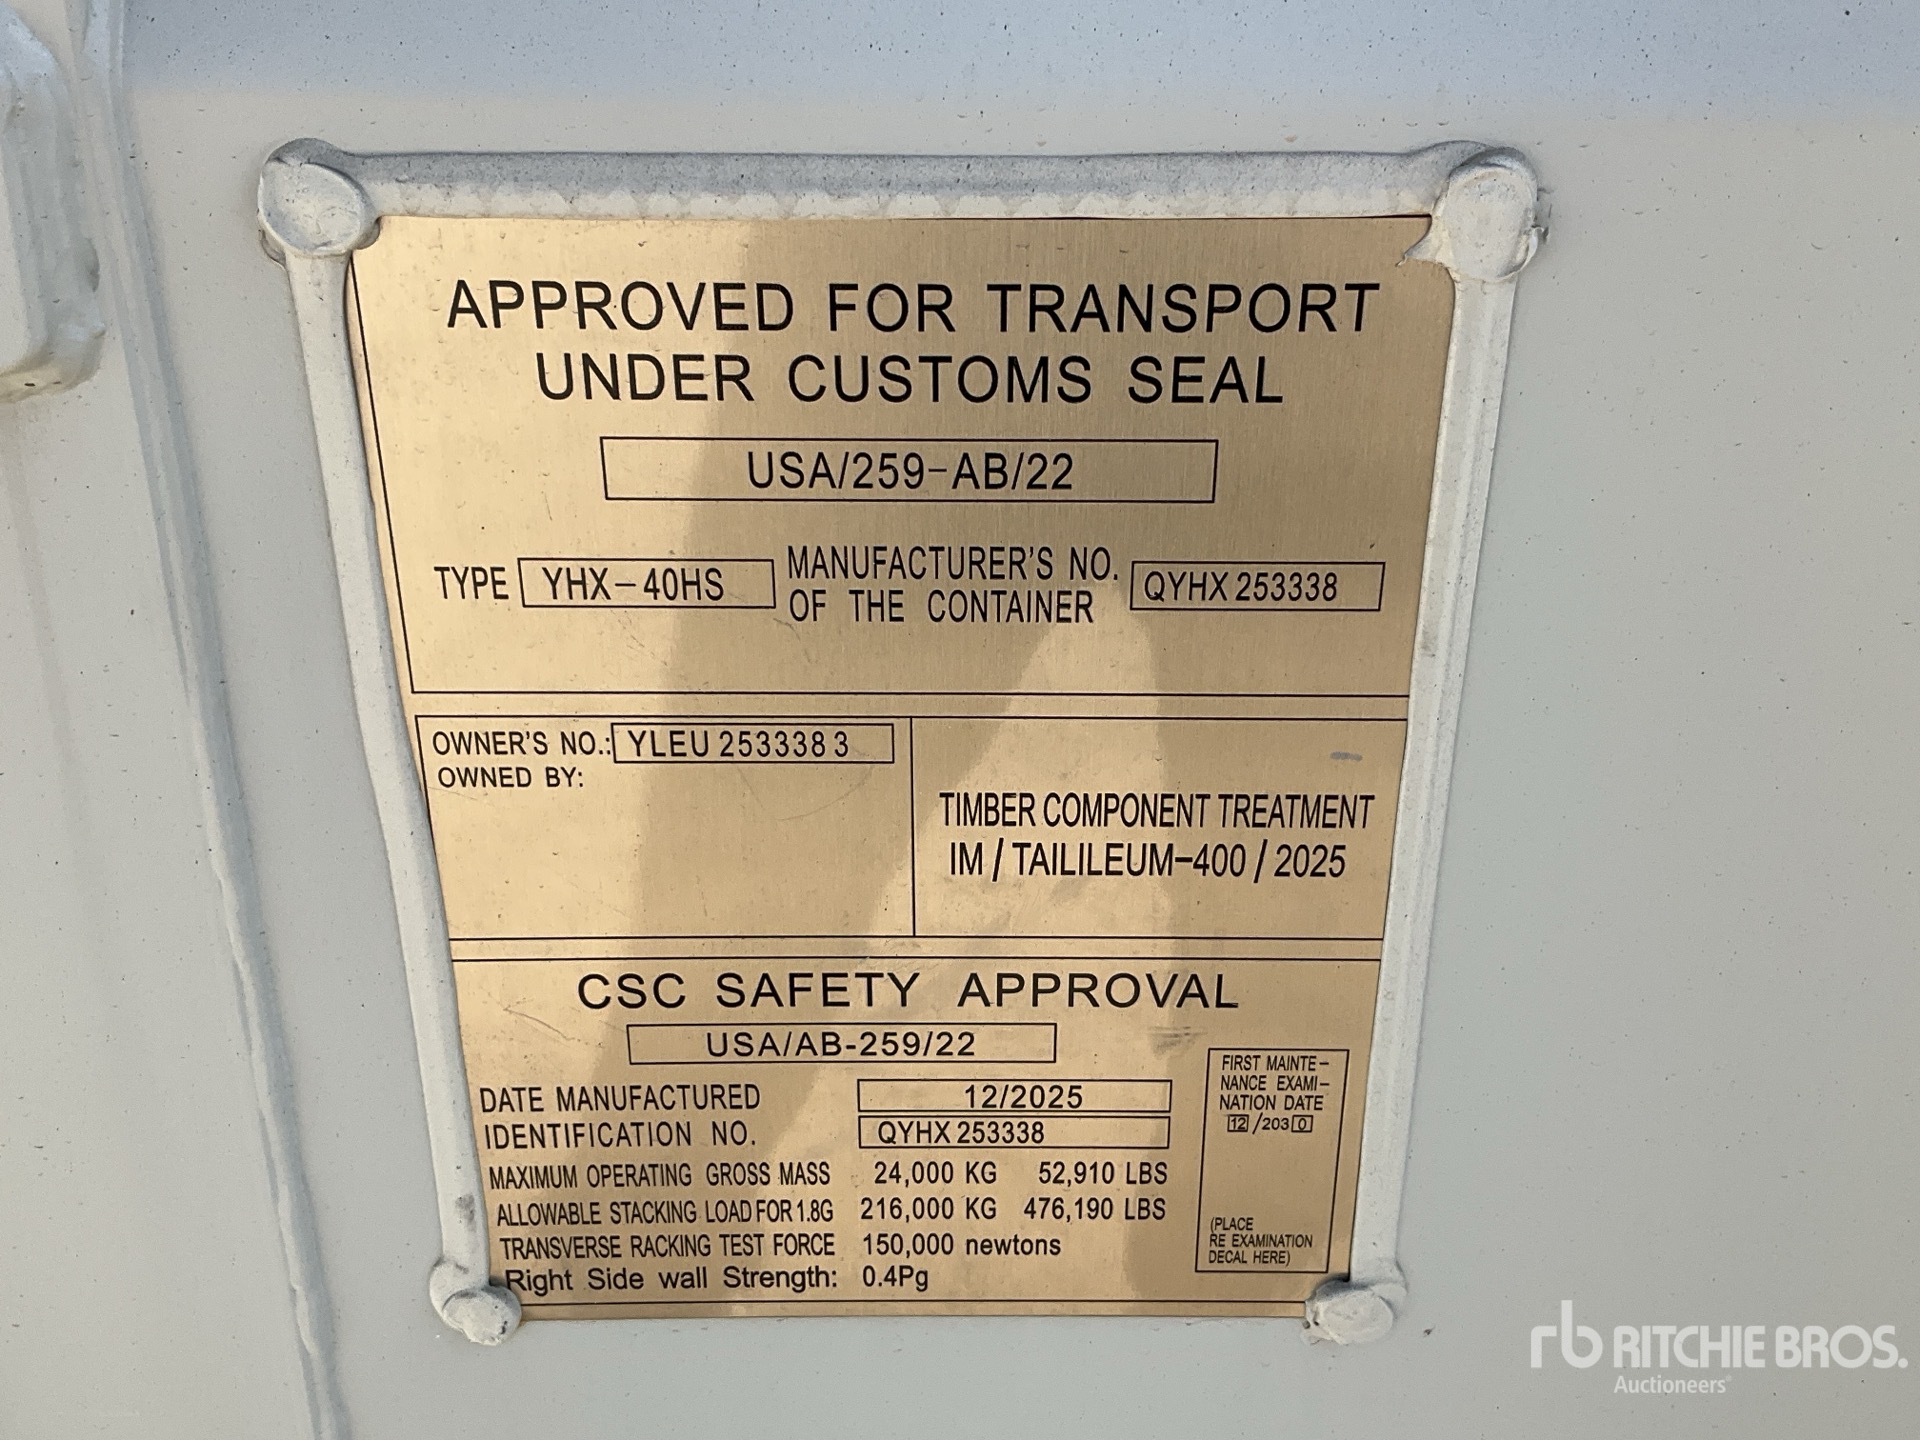 APPROVED FOR TRANSPORT
UNDER CUSTOMS SEAL
USA/259-AB/22
TYPE YHX-40HS MANUFACTURER'S NO. OF THE CONTAINER QYHX 253338
OWNER'S NO.: YLEU 253338 3
OWNED BY:
TIMBER COMPONENT TREATMENT
IM / TAILILEUM-400 / 2025
CSC SAFETY APPROVAL
USA/AB-259/22
DATE MANUFACTURED 12/2025
IDENTIFICATION NO. QYHX 253338
MAXIMUM OPERATING GROSS MASS 24,000 KG 52,910 LBS
ALLOWABLE STACKING LOAD FOR 1.8G 216,000 KG 476,190 LBS
TRANSVERSE RACKING TEST FORCE 150,000 newtons
Right Side wall Strength: 0.4Pg
FIRST MAINTE-
NANCE EXAMI-
NATION DATE
12/2030
(PLACE
RE EXAMINATION
DECAL HERE)
rb RITCHIE BROS.
Auctioneers